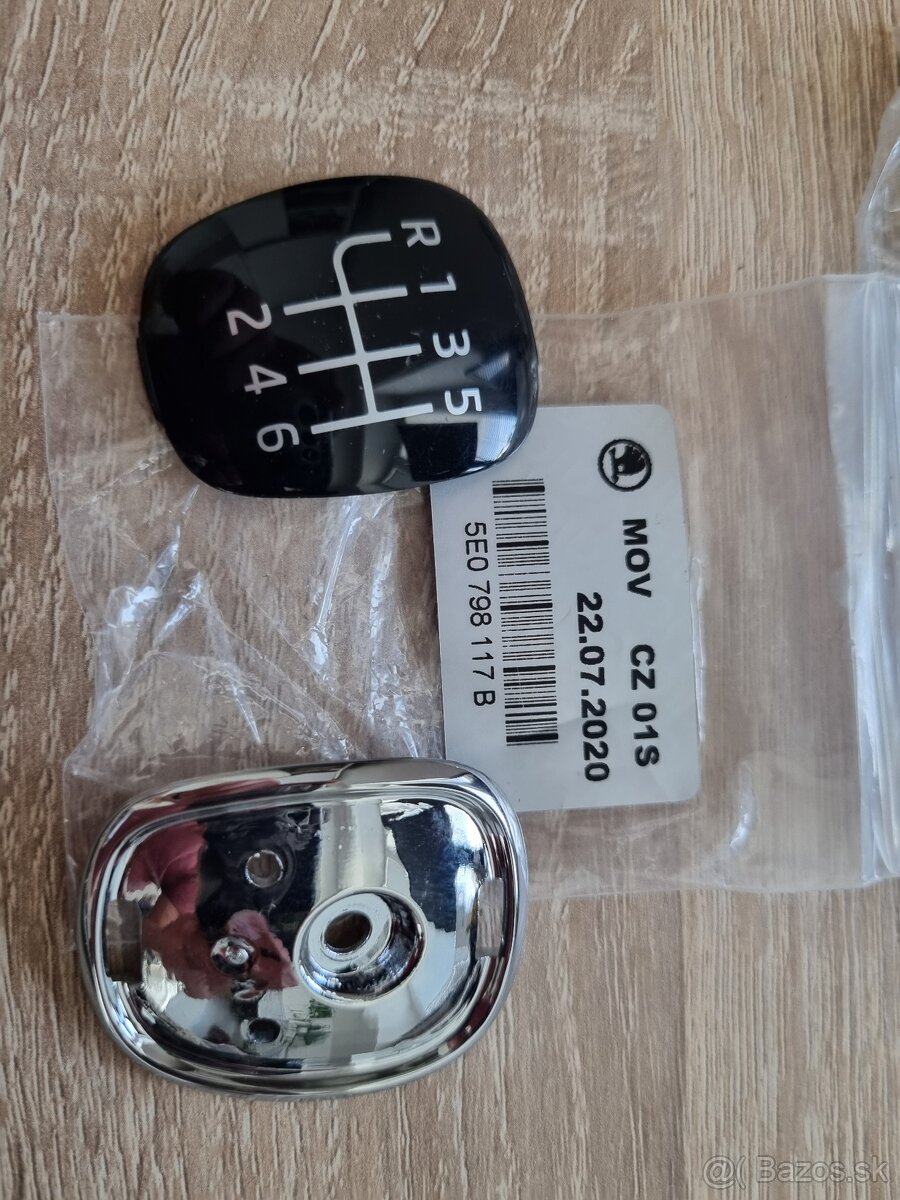 R 1 3 5
2 4 6
MOV CZ 01S
22.07.2020
5E0 798 117 B
@( Bazos.sk